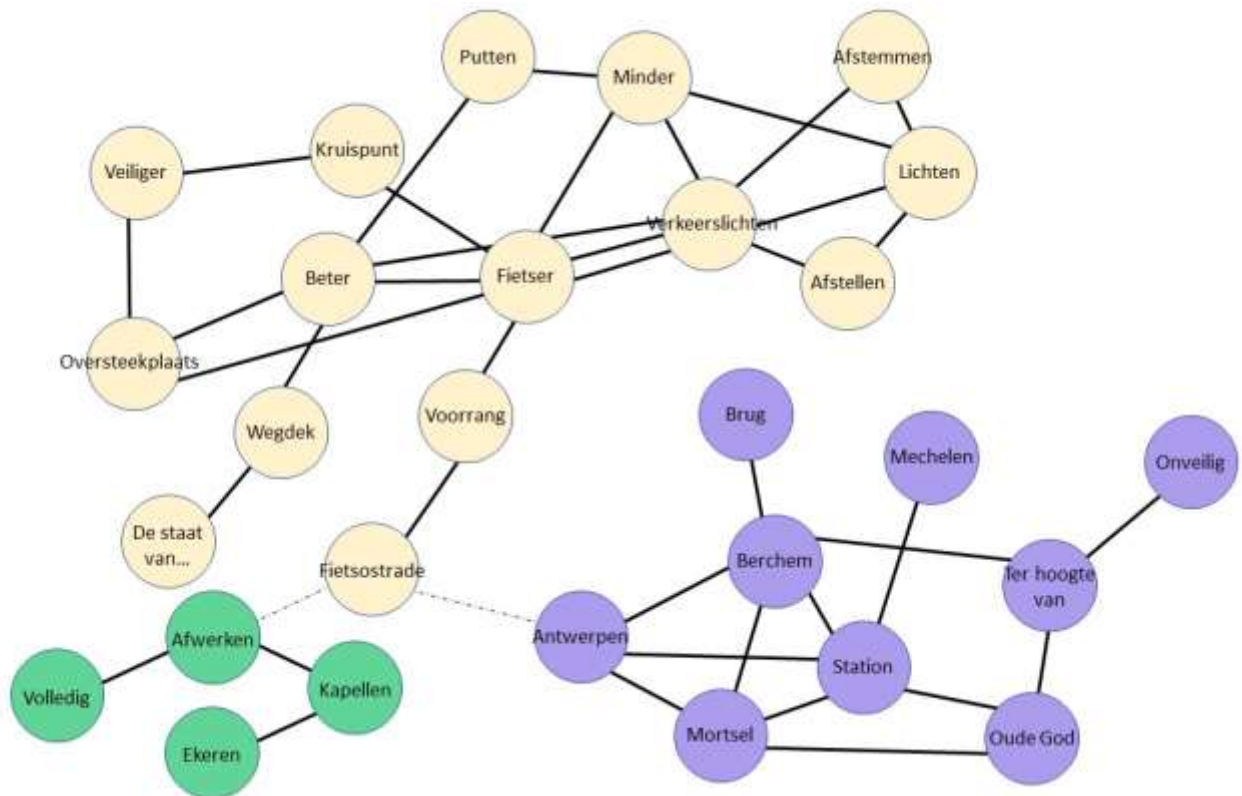 Putten
Minder
Afstemmen
Kruispunt
Veiliger
Lichten
Verkeerslichten
Beter
Fietser
Afstellen
Oversteekplaats
Wegdek
Voorrang
Brug
Mechelen
Onveilig
De staat
van...
Fietsostrade
Berchem
Ter hoogte
van
Afwerken
Antwerpen
Station
Volledig
Kapellen
Mortsel
Oude God
Ekeren